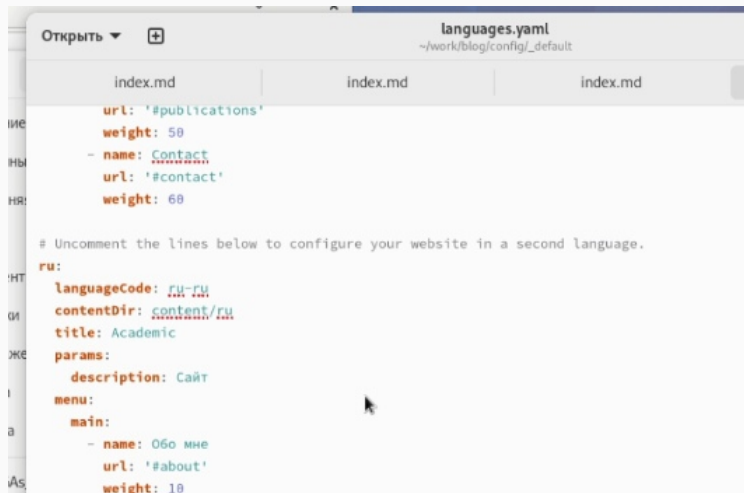 Открыть
languages.yaml
~/work/blog/config/_default
index.md index.md index.md
url: '#publications'
weight: 50
- name: Contact
url: '#contact'
weight: 60
# Uncomment the lines below to configure your website in a second language.
ru:
languageCode: ru-ru
contentDir: content/ru
title: Academic
params:
description: Сайт
menu:
main:
- name: Обо мне
url: '#about'
weight: 10